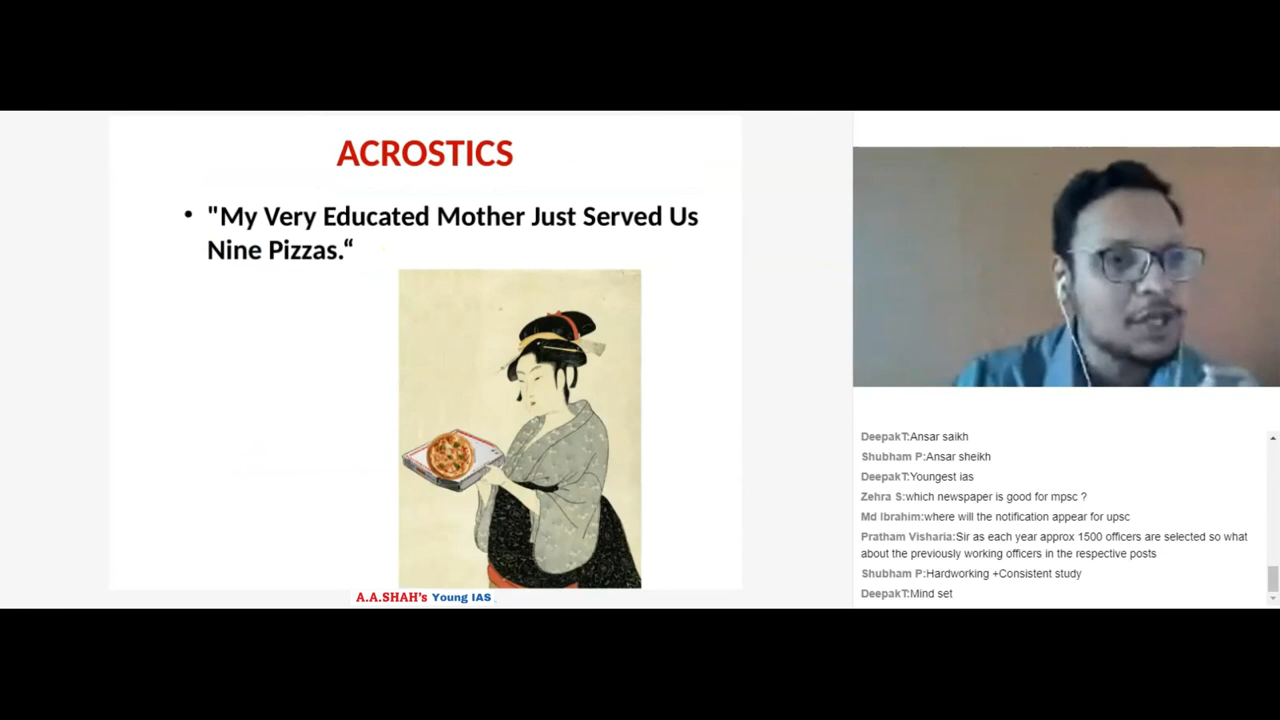 ACROSTICS
• "My Very Educated Mother Just Served Us
Nine Pizzas.“
A.A.SHAH's Young IAS
DeepakT:Ansar saikh
Shubham P:Ansar sheikh
DeepakT:Youngest ias
Zehra S:which newspaper is good for mpsc ?
Md Ibrahim:where will the notification appear for upsc
Pratham Visharia:Sir as each year approx 1500 officers are selected so what
about the previously working officers in the respective posts
Shubham P:Hardworking +Consistent study
DeepakT:Mind set